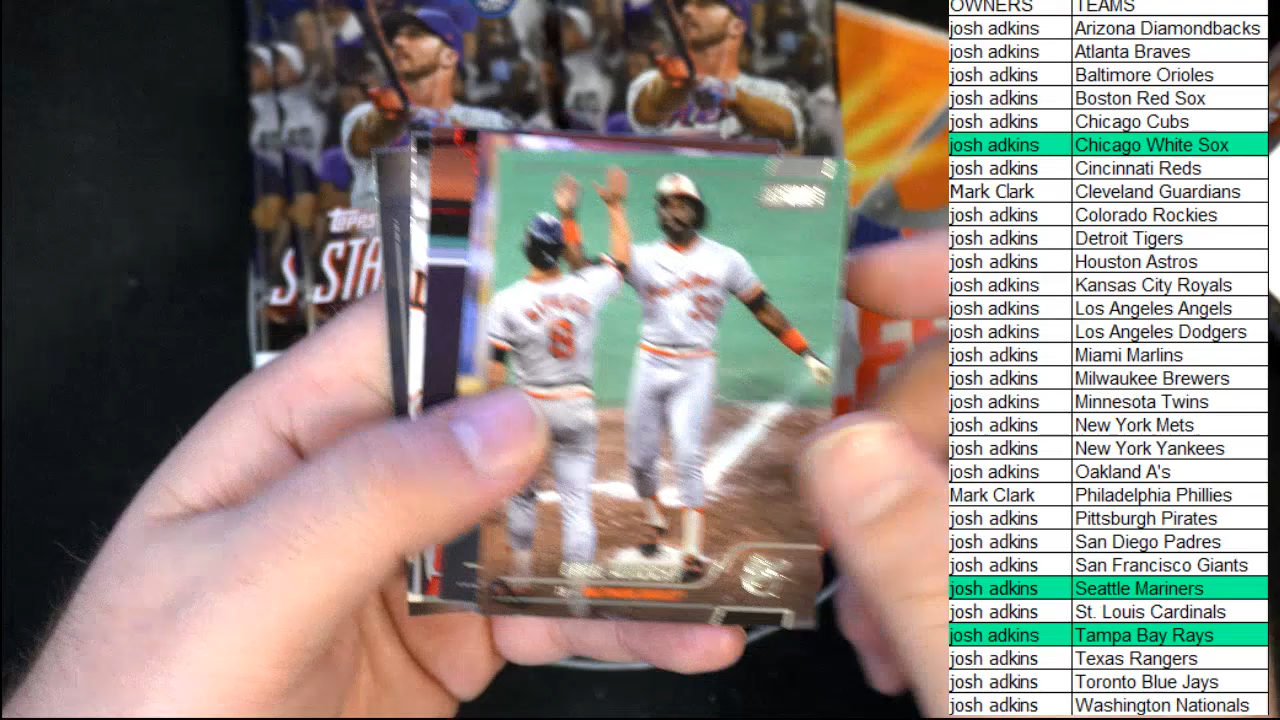 OWNERS TEAMS
josh adkins Arizona Diamondbacks
josh adkins Atlanta Braves
josh adkins Baltimore Orioles
josh adkins Boston Red Sox
josh adkins Chicago Cubs
josh adkins Chicago White Sox
josh adkins Cincinnati Reds
Mark Clark Cleveland Guardians
josh adkins Colorado Rockies
josh adkins Detroit Tigers
josh adkins Houston Astros
josh adkins Kansas City Royals
josh adkins Los Angeles Angels
josh adkins Los Angeles Dodgers
josh adkins Miami Marlins
josh adkins Milwaukee Brewers
josh adkins Minnesota Twins
josh adkins New York Mets
josh adkins New York Yankees
josh adkins Oakland A's
Mark Clark Philadelphia Phillies
josh adkins Pittsburgh Pirates
josh adkins San Diego Padres
josh adkins San Francisco Giants
josh adkins Seattle Mariners
josh adkins St. Louis Cardinals
josh adkins Tampa Bay Rays
josh adkins Texas Rangers
josh adkins Toronto Blue Jays
josh adkins Washington Nationals
TOPPS
STA
S
8